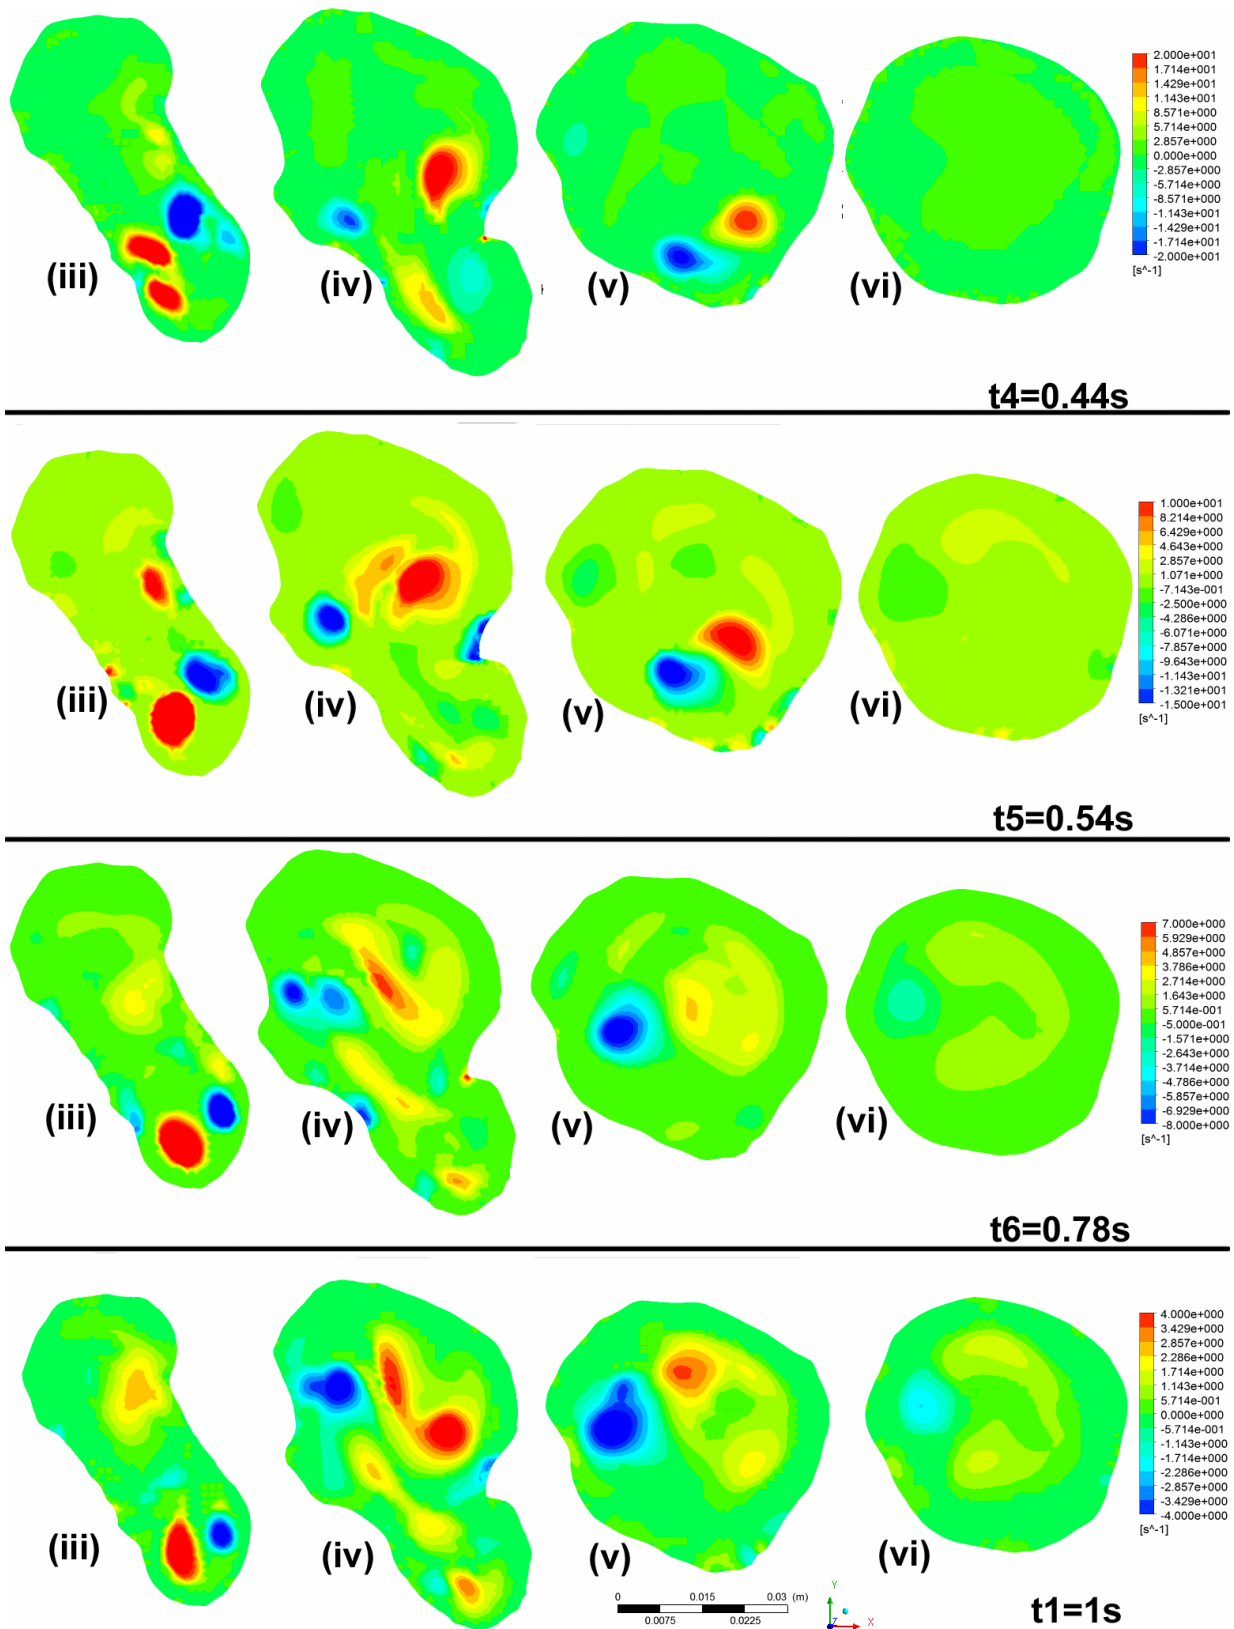 2.000e+001
1.714e+001
1.429e+001
1.143e+001
8.571e+000
5.714e+000
2.857e+000
0.000e+000
-2.857e+000
-5.714e+000
-8.571e+000
-1.143e+001
-1.429e+001
-1.714e+001
-2.000e+001
[s^-1]
(iii)
(iv)
(v)
(vi)
t4=0.44s
1.000e+001
8.214e+000
6.429e+000
4.643e+000
2.857e+000
1.071e+000
-7.143e-001
-2.500e+000
-4.286e+000
-6.071e+000
-7.857e+000
-9.643e+000
-1.143e+001
-1.321e+001
-1.500e+001
[s^-1]
(iii)
(iv)
(v)
(vi)
t5=0.54s
7.000e+000
5.929e+000
4.857e+000
3.786e+000
2.714e+000
1.643e+000
5.714e-001
-5.000e-001
-1.571e+000
-2.643e+000
-3.714e+000
-4.786e+000
-5.857e+000
-6.929e+000
-8.000e+000
[s^-1]
(iii)
(iv)
(v)
(vi)
t6=0.78s
4.000e+000
3.429e+000
2.857e+000
2.286e+000
1.714e+000
1.143e+000
5.714e-001
0.000e+000
-5.714e-001
-1.143e+000
-1.714e+000
-2.286e+000
-2.857e+000
-3.429e+000
-4.000e+000
[s^-1]
(iii)
(iv)
(v)
(vi)
0 0.015 0.03 (m)
0.0075 0.0225
Y
Z X
t1=1s